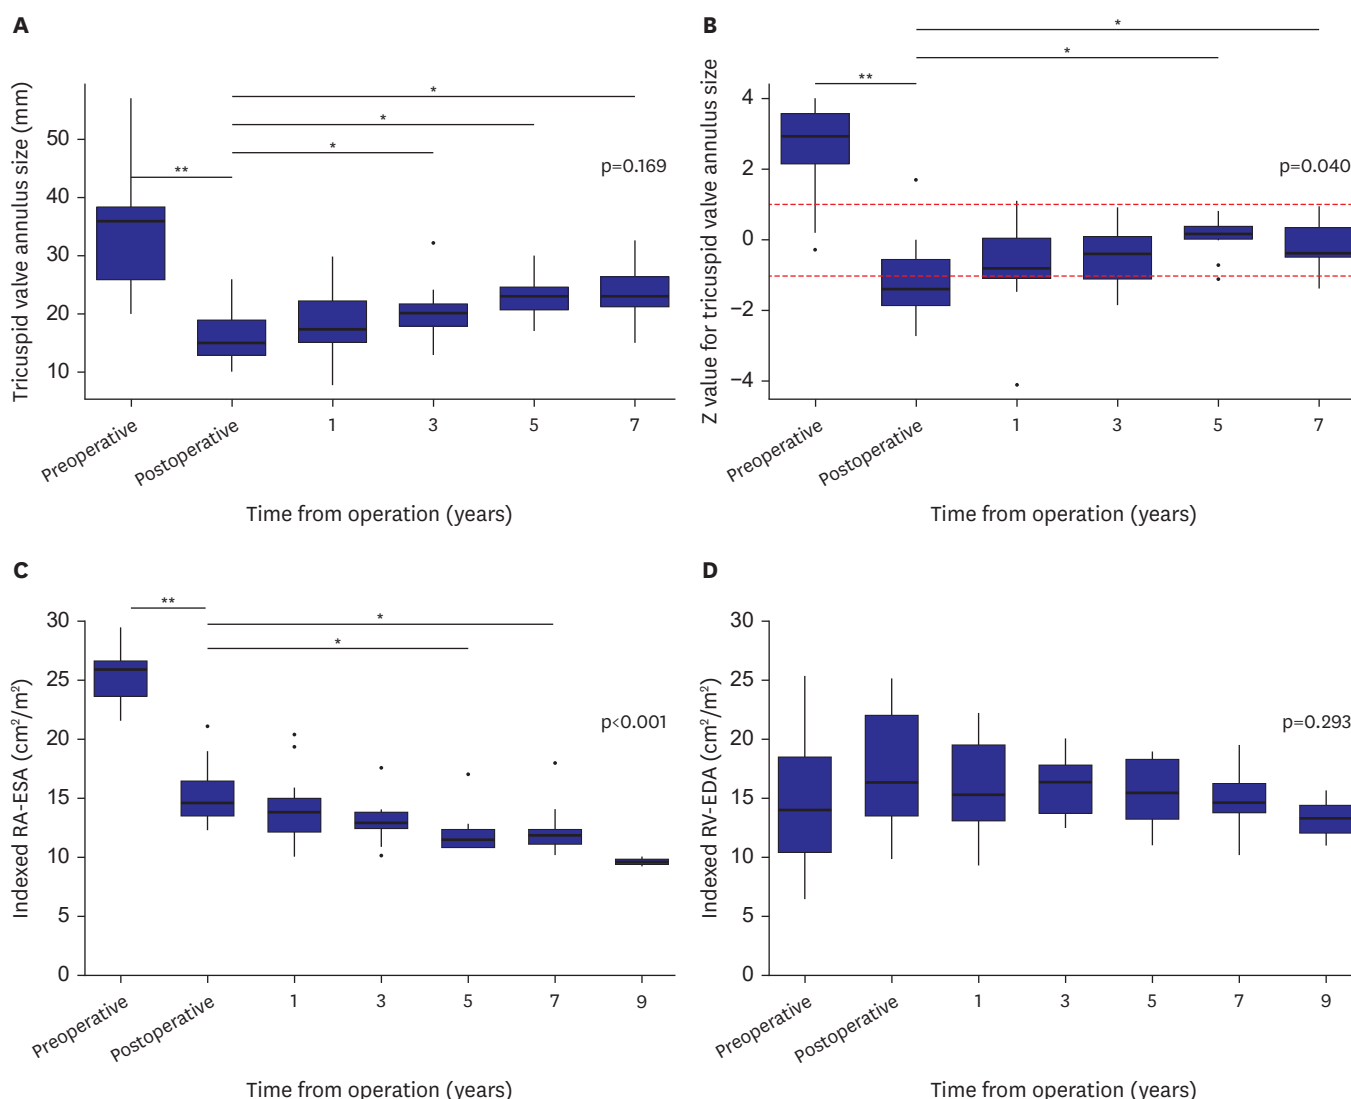 A
Tricuspid valve annulus size (mm)
50
40
30
20
10
**
*
*
*
p=0.169
Preoperative
Postoperative
1
3
5
7
Time from operation (years)
B
Z value for tricuspid valve annulus size
4
2
0
−2
−4
**
*
*
p=0.040
Preoperative
Postoperative
1
3
5
7
Time from operation (years)
C
Indexed RA-ESA (cm²/m²)
30
25
20
15
10
5
0
**
*
*
p<0.001
Preoperative
Postoperative
1
3
5
7
9
Time from operation (years)
D
Indexed RV-EDA (cm²/m²)
30
25
20
15
10
5
0
p=0.293
Preoperative
Postoperative
1
3
5
7
9
Time from operation (years)